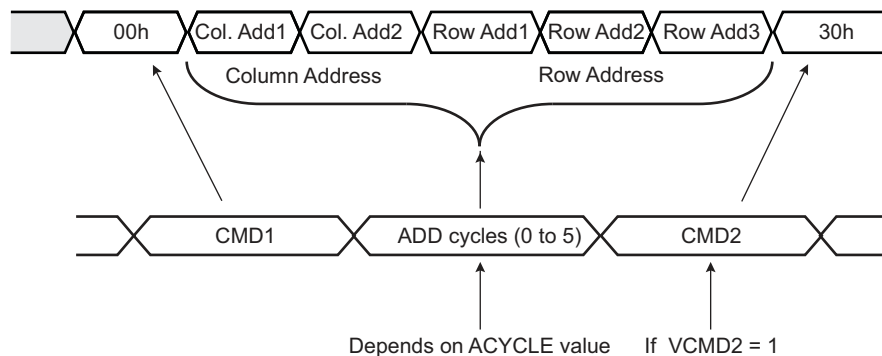 00h Col. Add1 Col. Add2 Row Add1 Row Add2 Row Add3 30h
Column Address Row Address
CMD1 ADD cycles (0 to 5) CMD2
Depends on ACYCLE value If VCMD2 = 1